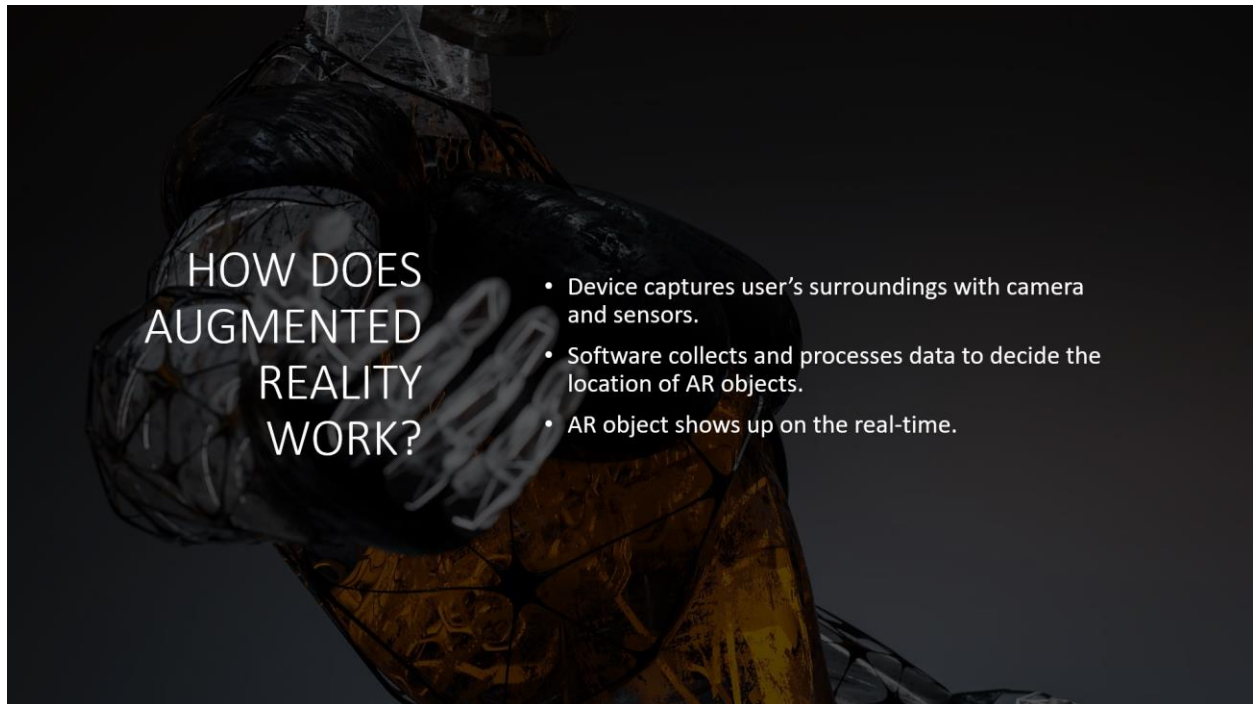 HOW DOES
AUGMENTED
REALITY
WORK?
• Device captures user’s surroundings with camera
and sensors.
• Software collects and processes data to decide the
location of AR objects.
• AR object shows up on the real-time.